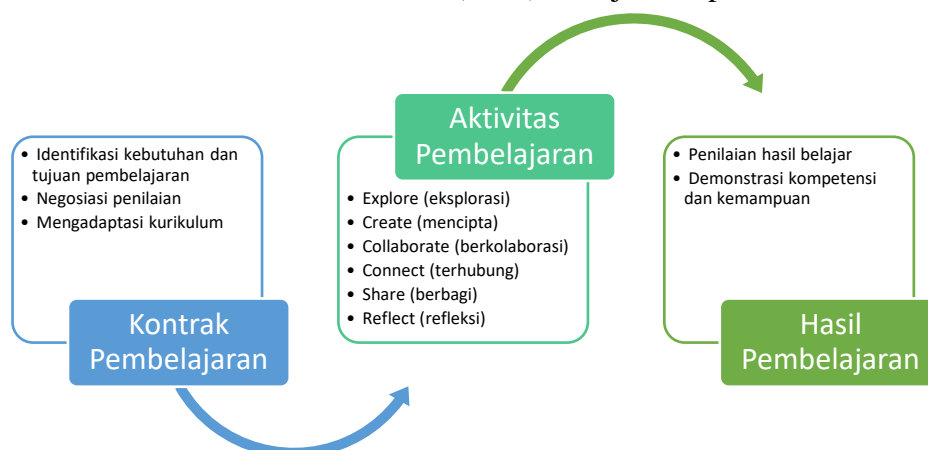 • Identifikasi kebutuhan dan
tujuan pembelajaran
• Negosiasi penilaian
• Mengadaptasi kurikulum
Kontrak
Pembelajaran
Aktivitas
Pembelajaran
• Explore (eksplorasi)
• Create (mencipta)
• Collaborate (berkolaborasi)
• Connect (terhubung)
• Share (berbagi)
• Reflect (refleksi)
• Penilaian hasil belajar
• Demonstrasi kompetensi
dan kemampuan
Hasil
Pembelajaran